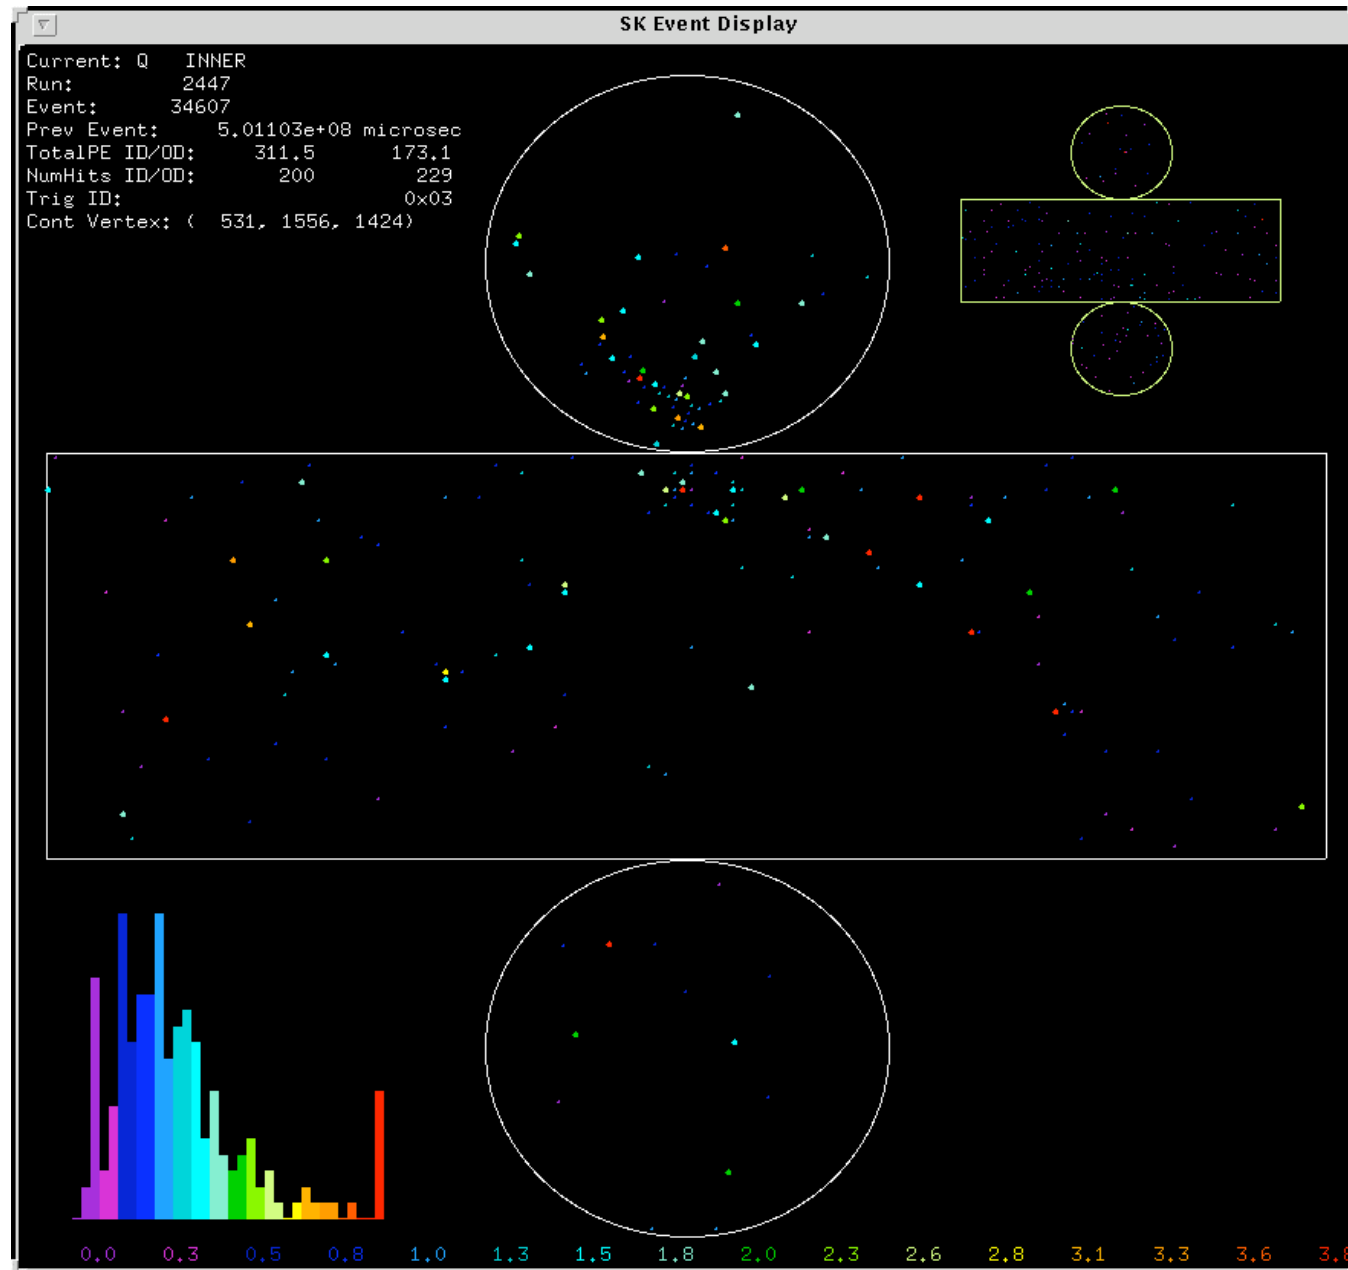 SK Event Display
Current: Q INNER
Run: 2447
Event: 34607
Prev Event: 5.01103e+08 microsec
TotalPE ID/OD: 311.5 173.1
NumHits ID/OD: 200 229
Trig ID: 0x03
Cont Vertex: ( 531, 1556, 1424)
0.0 0.3 0.5 0.8 1.0 1.3 1.5 1.8 2.0 2.3 2.6 2.8 3.1 3.3 3.6 3.8